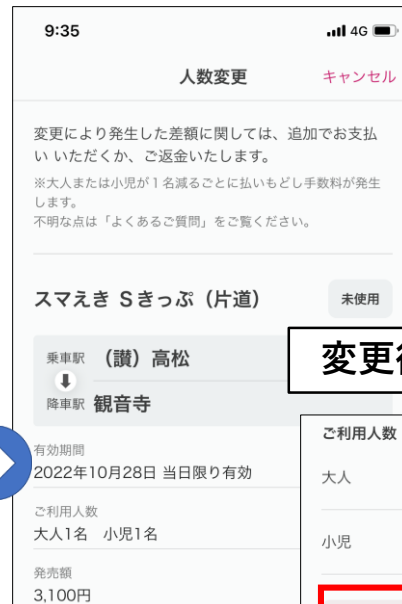 9:35
4G
人数変更
キャンセル
変更により発生した差額に関しては、追加でお支払
い いただくか、ご返金いたします。
※大人または小児が1名減るごとに払いもどし手数料が発生
します。
不明な点は「よくあるご質問」をご覧ください。
スマえき Sきっぷ（片道）
未使用
乗車駅 （讃）高松
降車駅 観音寺
変更
有効期間
2022年10月28日 当日限り有効
ご利用人数
大人1名 小児1名
発売額
3,100円
ご利用人数
大人
小児